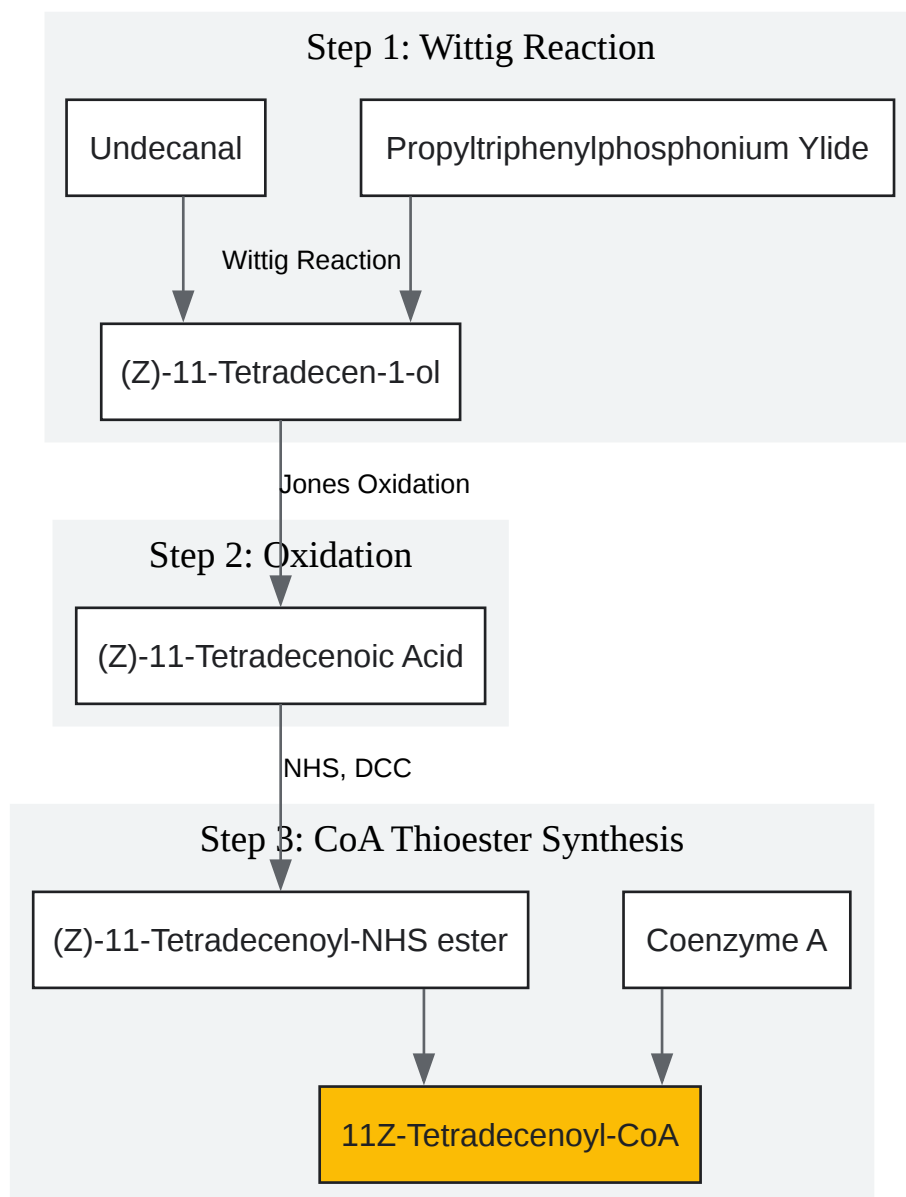 Step 1: Wittig Reaction
Undecanal
Propyltriphenylphosphonium Ylide
Wittig Reaction
(Z)-11-Tetradecen-1-ol
Jones Oxidation
Step 2: Oxidation
(Z)-11-Tetradecenoic Acid
NHS, DCC
Step 3: CoA Thioester Synthesis
(Z)-11-Tetradecenoyl-NHS ester
Coenzyme A
11Z-Tetradecenoyl-CoA